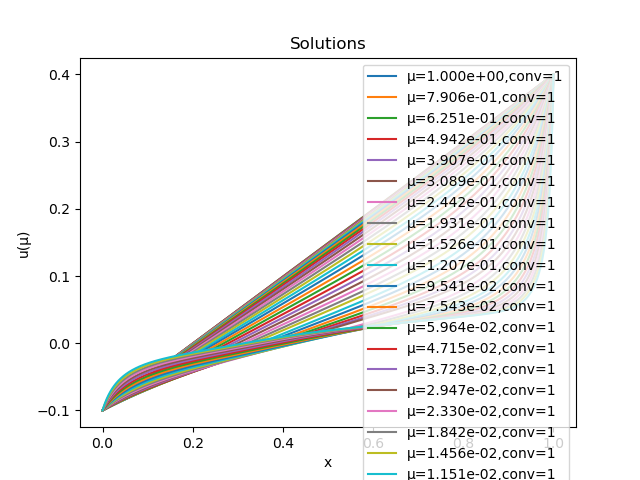 Solutions
u(μ)
0.4
0.3
0.2
0.1
0.0
−0.1
0.0
0.2
0.4
0.6
0.8
1.0
x
μ=1.000e+00,conv=1
μ=7.906e-01,conv=1
μ=6.251e-01,conv=1
μ=4.942e-01,conv=1
μ=3.907e-01,conv=1
μ=3.089e-01,conv=1
μ=2.442e-01,conv=1
μ=1.931e-01,conv=1
μ=1.526e-01,conv=1
μ=1.207e-01,conv=1
μ=9.541e-02,conv=1
μ=7.543e-02,conv=1
μ=5.964e-02,conv=1
μ=4.715e-02,conv=1
μ=3.728e-02,conv=1
μ=2.947e-02,conv=1
μ=2.330e-02,conv=1
μ=1.842e-02,conv=1
μ=1.456e-02,conv=1
μ=1.151e-02,conv=1